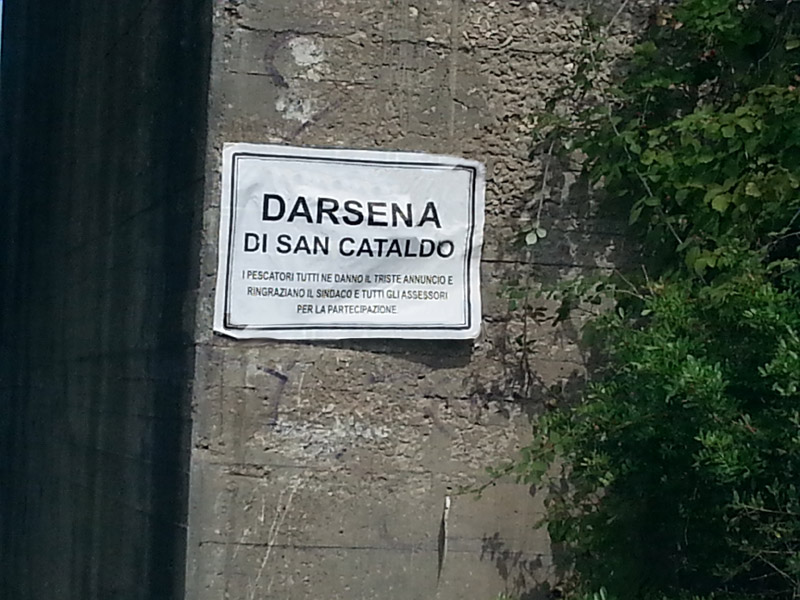 DARSENA
DI SAN CATALDO
I PESCATORI TUTTI NE DANNO IL TRISTE ANNUNCIO E
RINGRAZIANO IL SINDACO E TUTTI GLI ASSESSORI
PER LA PARTECIPAZIONE.